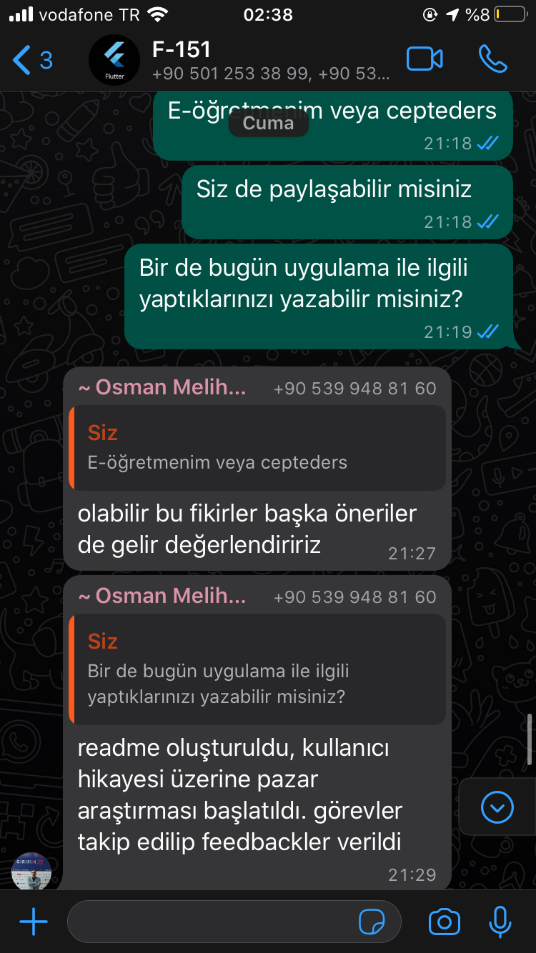 vodafone TR
02:38
%8
3
Flutter
F-151
+90 501 253 38 99, +90 53...
E-öğretmenim veya cepteders
Cuma
21:18
Siz de paylaşabilir misiniz
21:18
Bir de bugün uygulama ile ilgili
yaptıklarınızı yazabilir misiniz?
21:19
~ Osman Melih... +90 539 948 81 60
Siz
E-öğretmenim veya cepteders
olabilir bu fikirler başka öneriler
de gelir değerlendiririz
21:27
~ Osman Melih... +90 539 948 81 60
Siz
Bir de bugün uygulama ile ilgili
yaptıklarınızı yazabilir misiniz?
readme oluşturuldu, kullanıcı
hikayesi üzerine pazar
araştırması başlatıldı. görevler
takip edilip feedbackler verildi
21:29